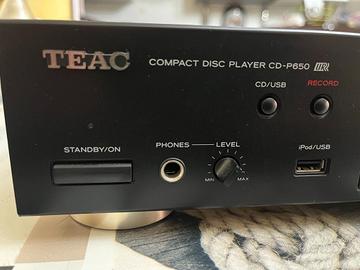 TEAC
COMPACT DISC PLAYER CD-P650
CD/USB
RECORD
STANDBY/ON
PHONES
LEVEL
MIN
MAX
iPod/USB